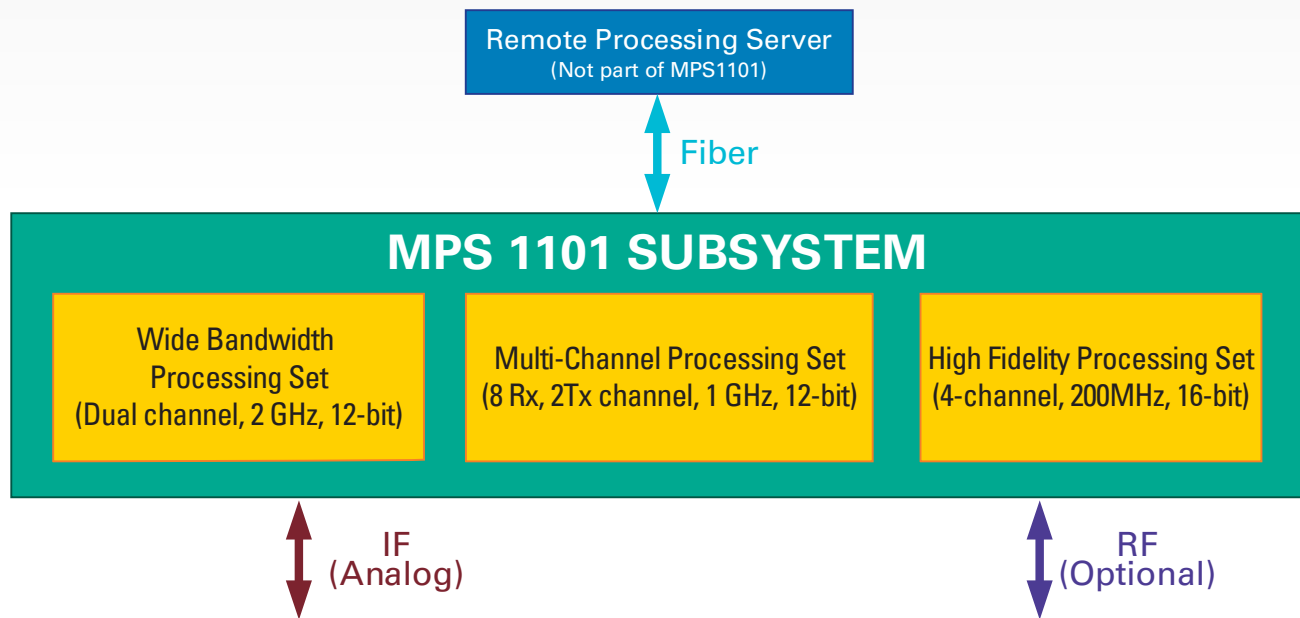 Remote Processing Server
(Not part of MPS1101)
Fiber
MPS 1101 SUBSYSTEM
Wide Bandwidth
Processing Set
(Dual channel, 2 GHz, 12-bit)
Multi-Channel Processing Set
(8 Rx, 2Tx channel, 1 GHz, 12-bit)
High Fidelity Processing Set
(4-channel, 200MHz, 16-bit)
IF
(Analog)
RF
(Optional)